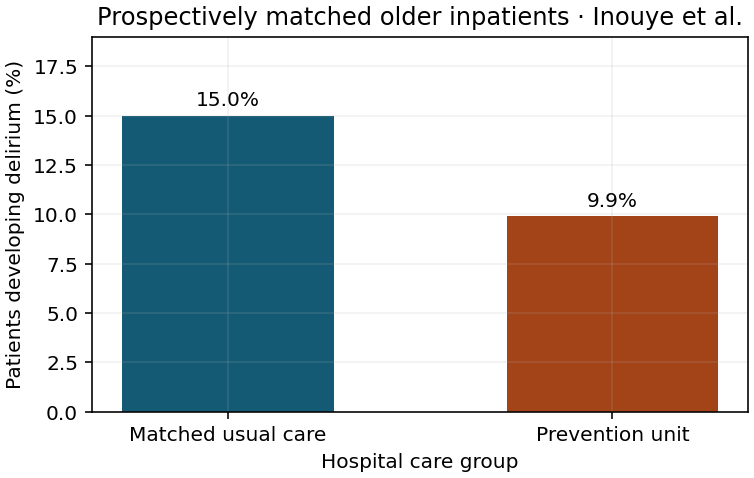 Prospectively matched older inpatients · Inouye et al.
Patients developing delirium (%)
17.5
15.0
12.5
10.0
7.5
5.0
2.5
0.0
15.0%
9.9%
Matched usual care
Prevention unit
Hospital care group